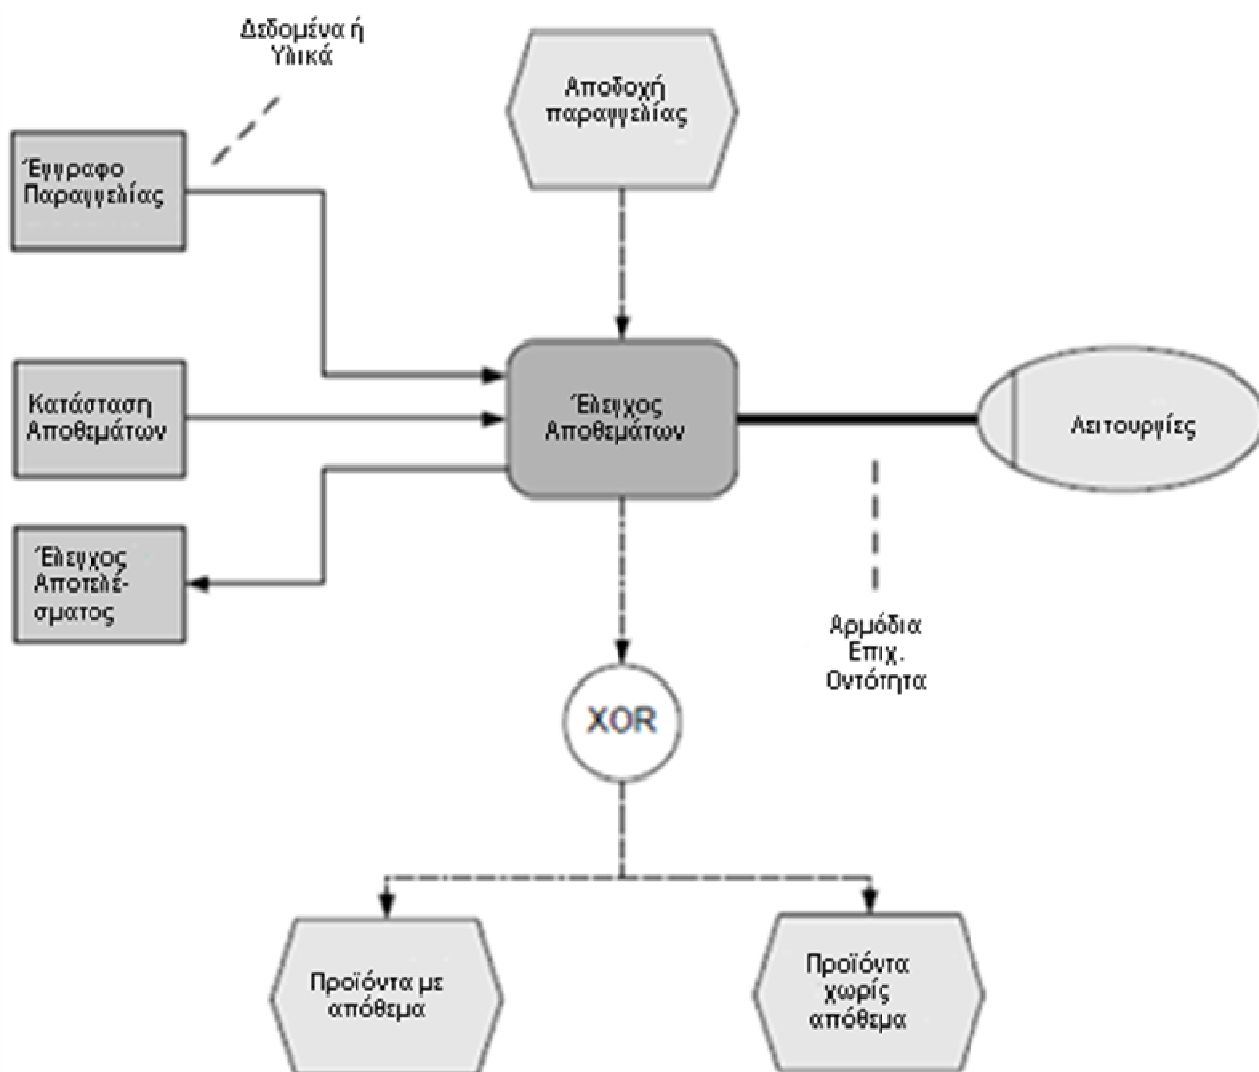 Δεδομένα ή
Υλικά
Αποδοχή
παραγγελίας
Έγγραφο
Παραγγελίας
Κατάσταση
Αποθεμάτων
Έλεγχος
Αποθεμάτων
Λειτουργίες
Έλεγχος
Αποτελέ-
σματος
Αρμόδια
Επιχ.
Οντότητα
XOR
Προϊόντα με
απόθεμα
Προϊόντα
χωρίς
απόθεμα